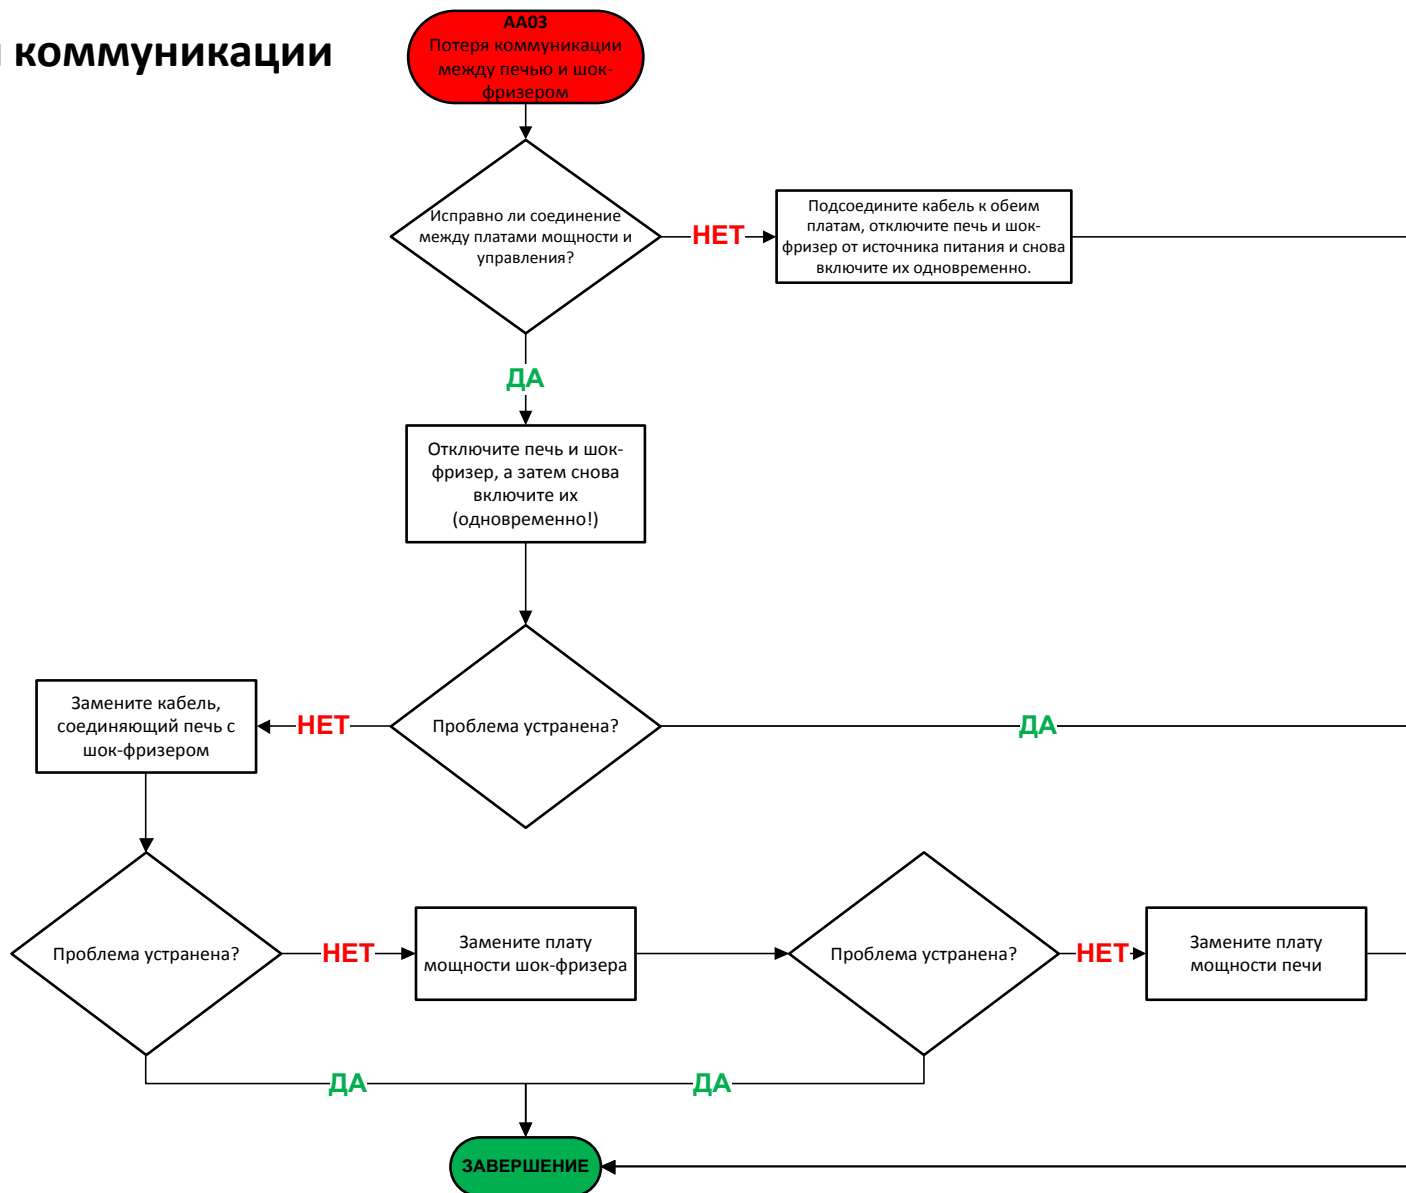 и коммуникации
AA03
Потеря коммуникации
между печью и шок-
фризером
Исправно ли соединение
между платами мощности и
управления?
НЕТ
Подсоедините кабель к обеим
платам, отключите печь и шок-
фризер от источника питания и снова
включите их одновременно.
ДА
Отключите печь и шок-
фризер, а затем снова
включите их
(одновременно!)
Замените кабель,
соединяющий печь с
шок-фризером
НЕТ
Проблема устранена?
ДА
Проблема устранена?
НЕТ
Замените плату
мощности шок-фризера
Проблема устранена?
НЕТ
Замените плату
мощности печи
ДА
ДА
ЗАВЕРШЕНИЕ